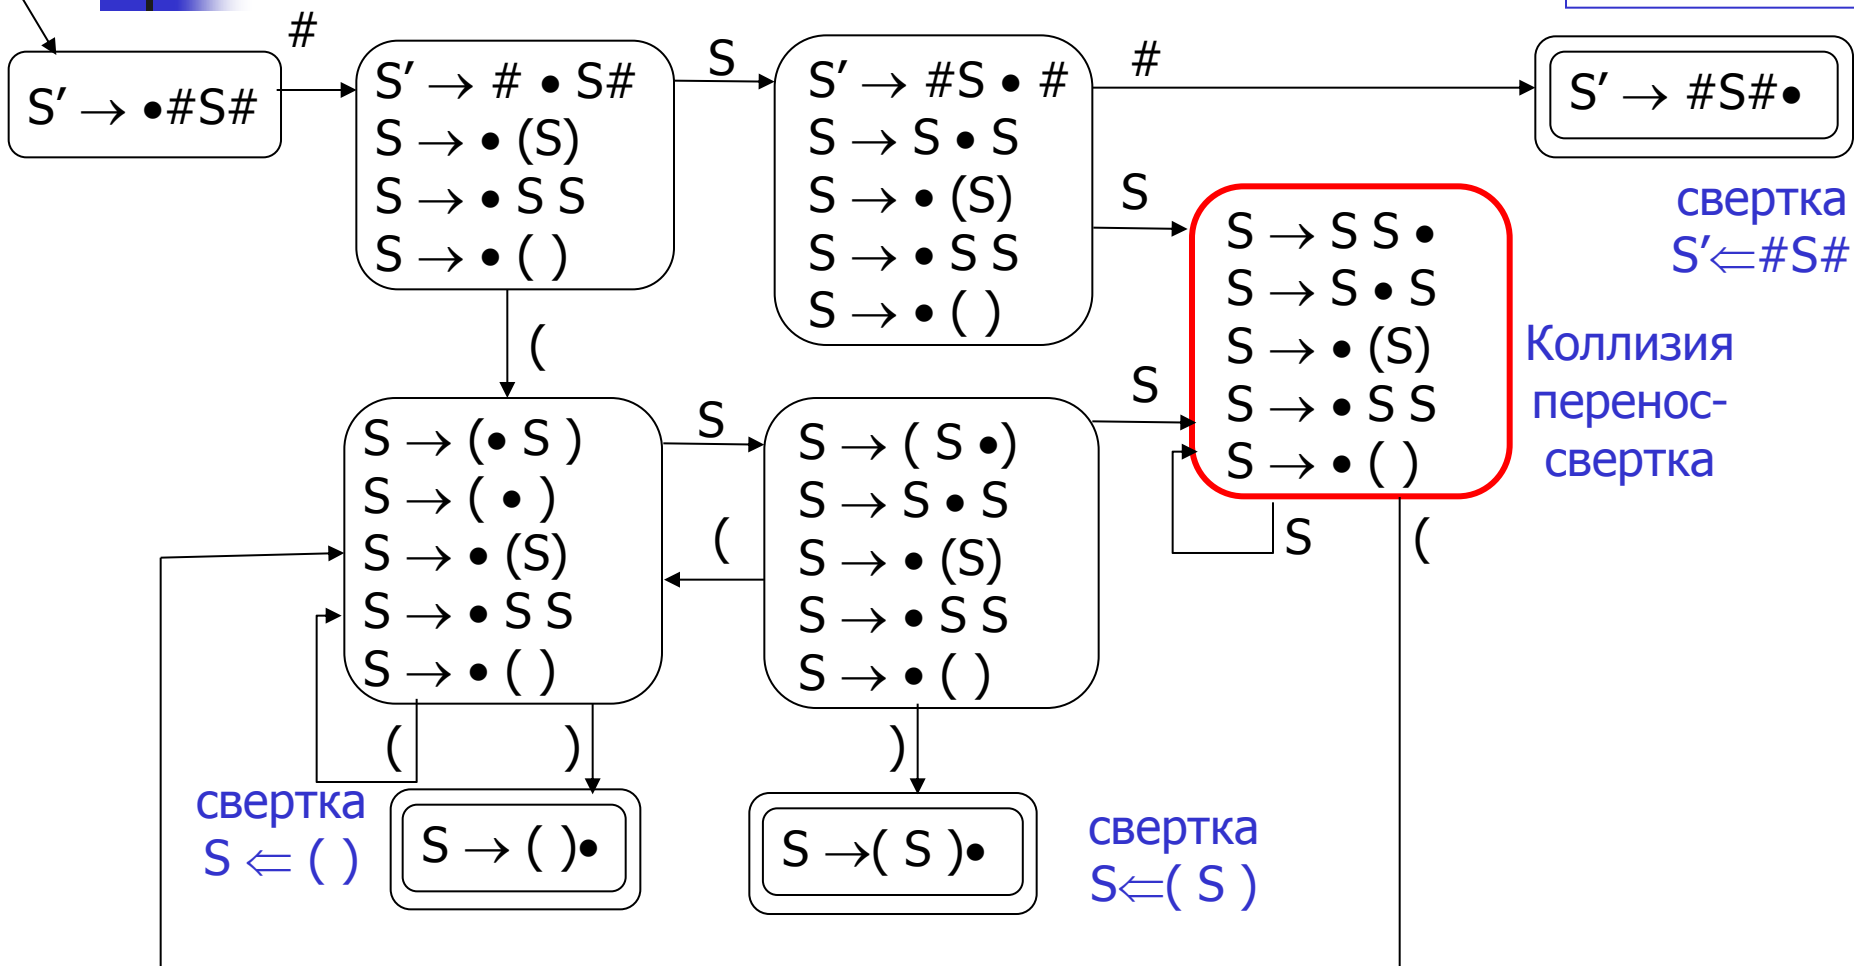 #
S′ → •#S#
S′ → # • S#
S → • (S)
S → • S S
S → • ( )
S
S′ → #S • #
S → S • S
S → • (S)
S → • S S
S → • ( )
#
S′ → #S#•
свертка
S′⇐#S#
S
S → S S •
S → S • S
S → • (S)
S → • S S
S → • ( )
Коллизия
перенос-
свертка
(
S → (• S )
S → ( • )
S → • (S)
S → • S S
S → • ( )
S
(
S → ( S •)
S → S • S
S → • (S)
S → • S S
S → • ( )
S
S
(
(
)
)
свертка
S ⇐ ( )
S → ( )•
S →( S )•
свертка
S⇐( S )